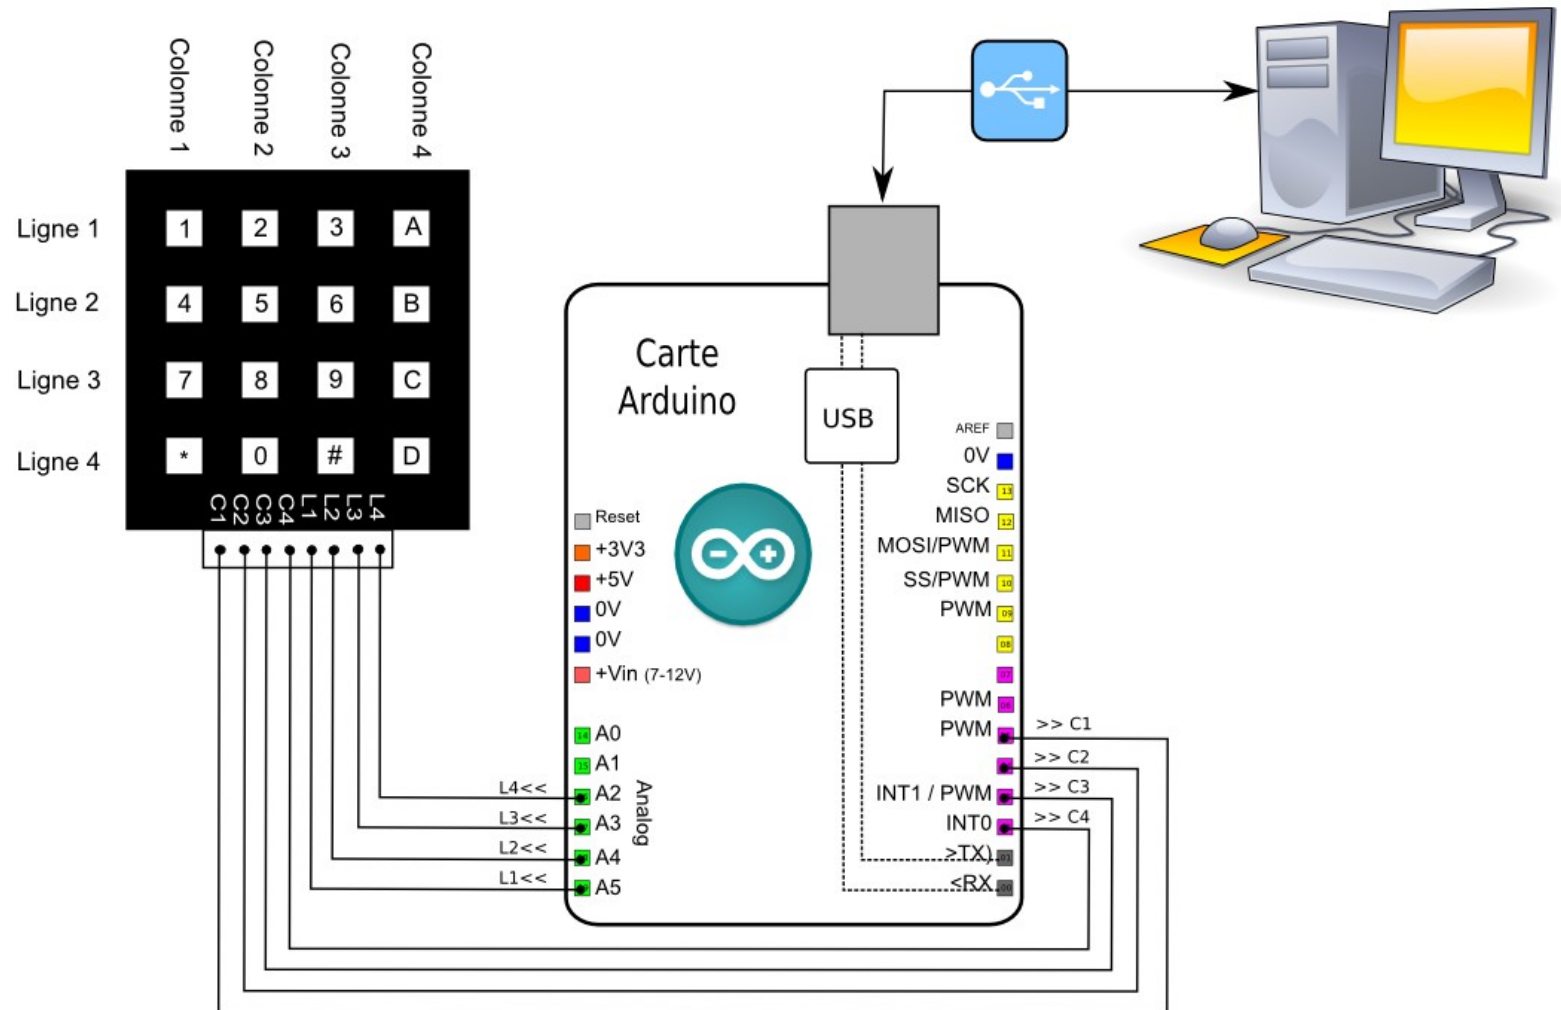 Colonne 1
Colonne 2
Colonne 3
Colonne 4
Ligne 1
1 2 3 A
Ligne 2
4 5 6 B
Ligne 3
7 8 9 C
Ligne 4
* 0 # D
C1 C2 C3 C4 L1 L2 L3 L4
Carte
Arduino
USB
Reset
+3V3
+5V
0V
0V
+Vin (7-12V)
14 A0
15 A1
L4<< A2
L3<< A3
L2<< A4
L1<< A5
Analog
AREF
0V
SCK 13
MISO 12
MOSI/PWM 11
SS/PWM 10
PWM 09
08
07
PWM 06
PWM >> C1
>> C2
INT1 / PWM >> C3
INT0 >> C4
>TX) 01
<RX 00